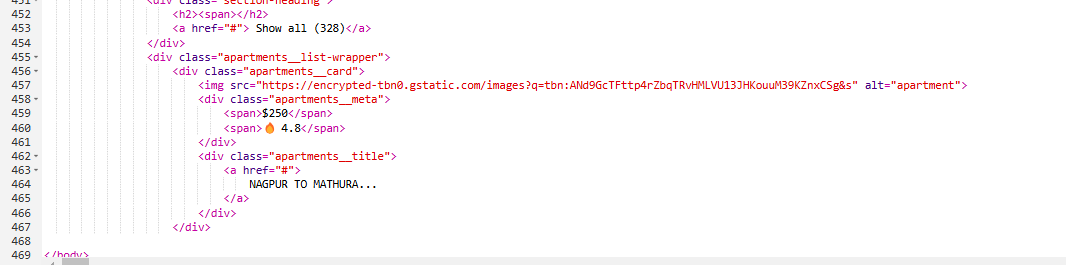 451 <div class="section-heading">
452 <h2><span></h2>
453 <a href="#"> Show all (328)</a>
454 </div>
455 <div class="apartments__list-wrapper">
456 <div class="apartments__card">
457 <img src="https://encrypted-tbn0.gstatic.com/images?q=tbn:ANd9GcTFttp4rZbqTRvHMLVU13JHKouuM39KZnxCSg&s" alt="apartment">
458 <div class="apartments__meta">
459 <span>$250</span>
460 <span>🔥 4.8</span>
461 </div>
462 <div class="apartments__title">
463 <a href="#">
464 NAGPUR TO MATHURA...
465 </a>
466 </div>
467 </div>
468
469 </body>